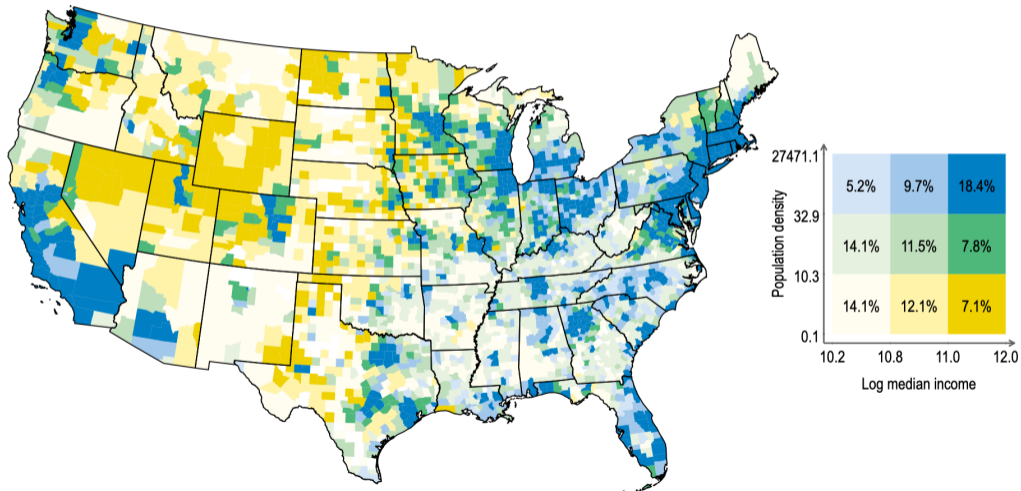 27471.1
5.2% 9.7% 18.4%
32.9
14.1% 11.5% 7.8%
10.3
14.1% 12.1% 7.1%
0.1
10.2 10.8 11.0 12.0
Population density
Log median income